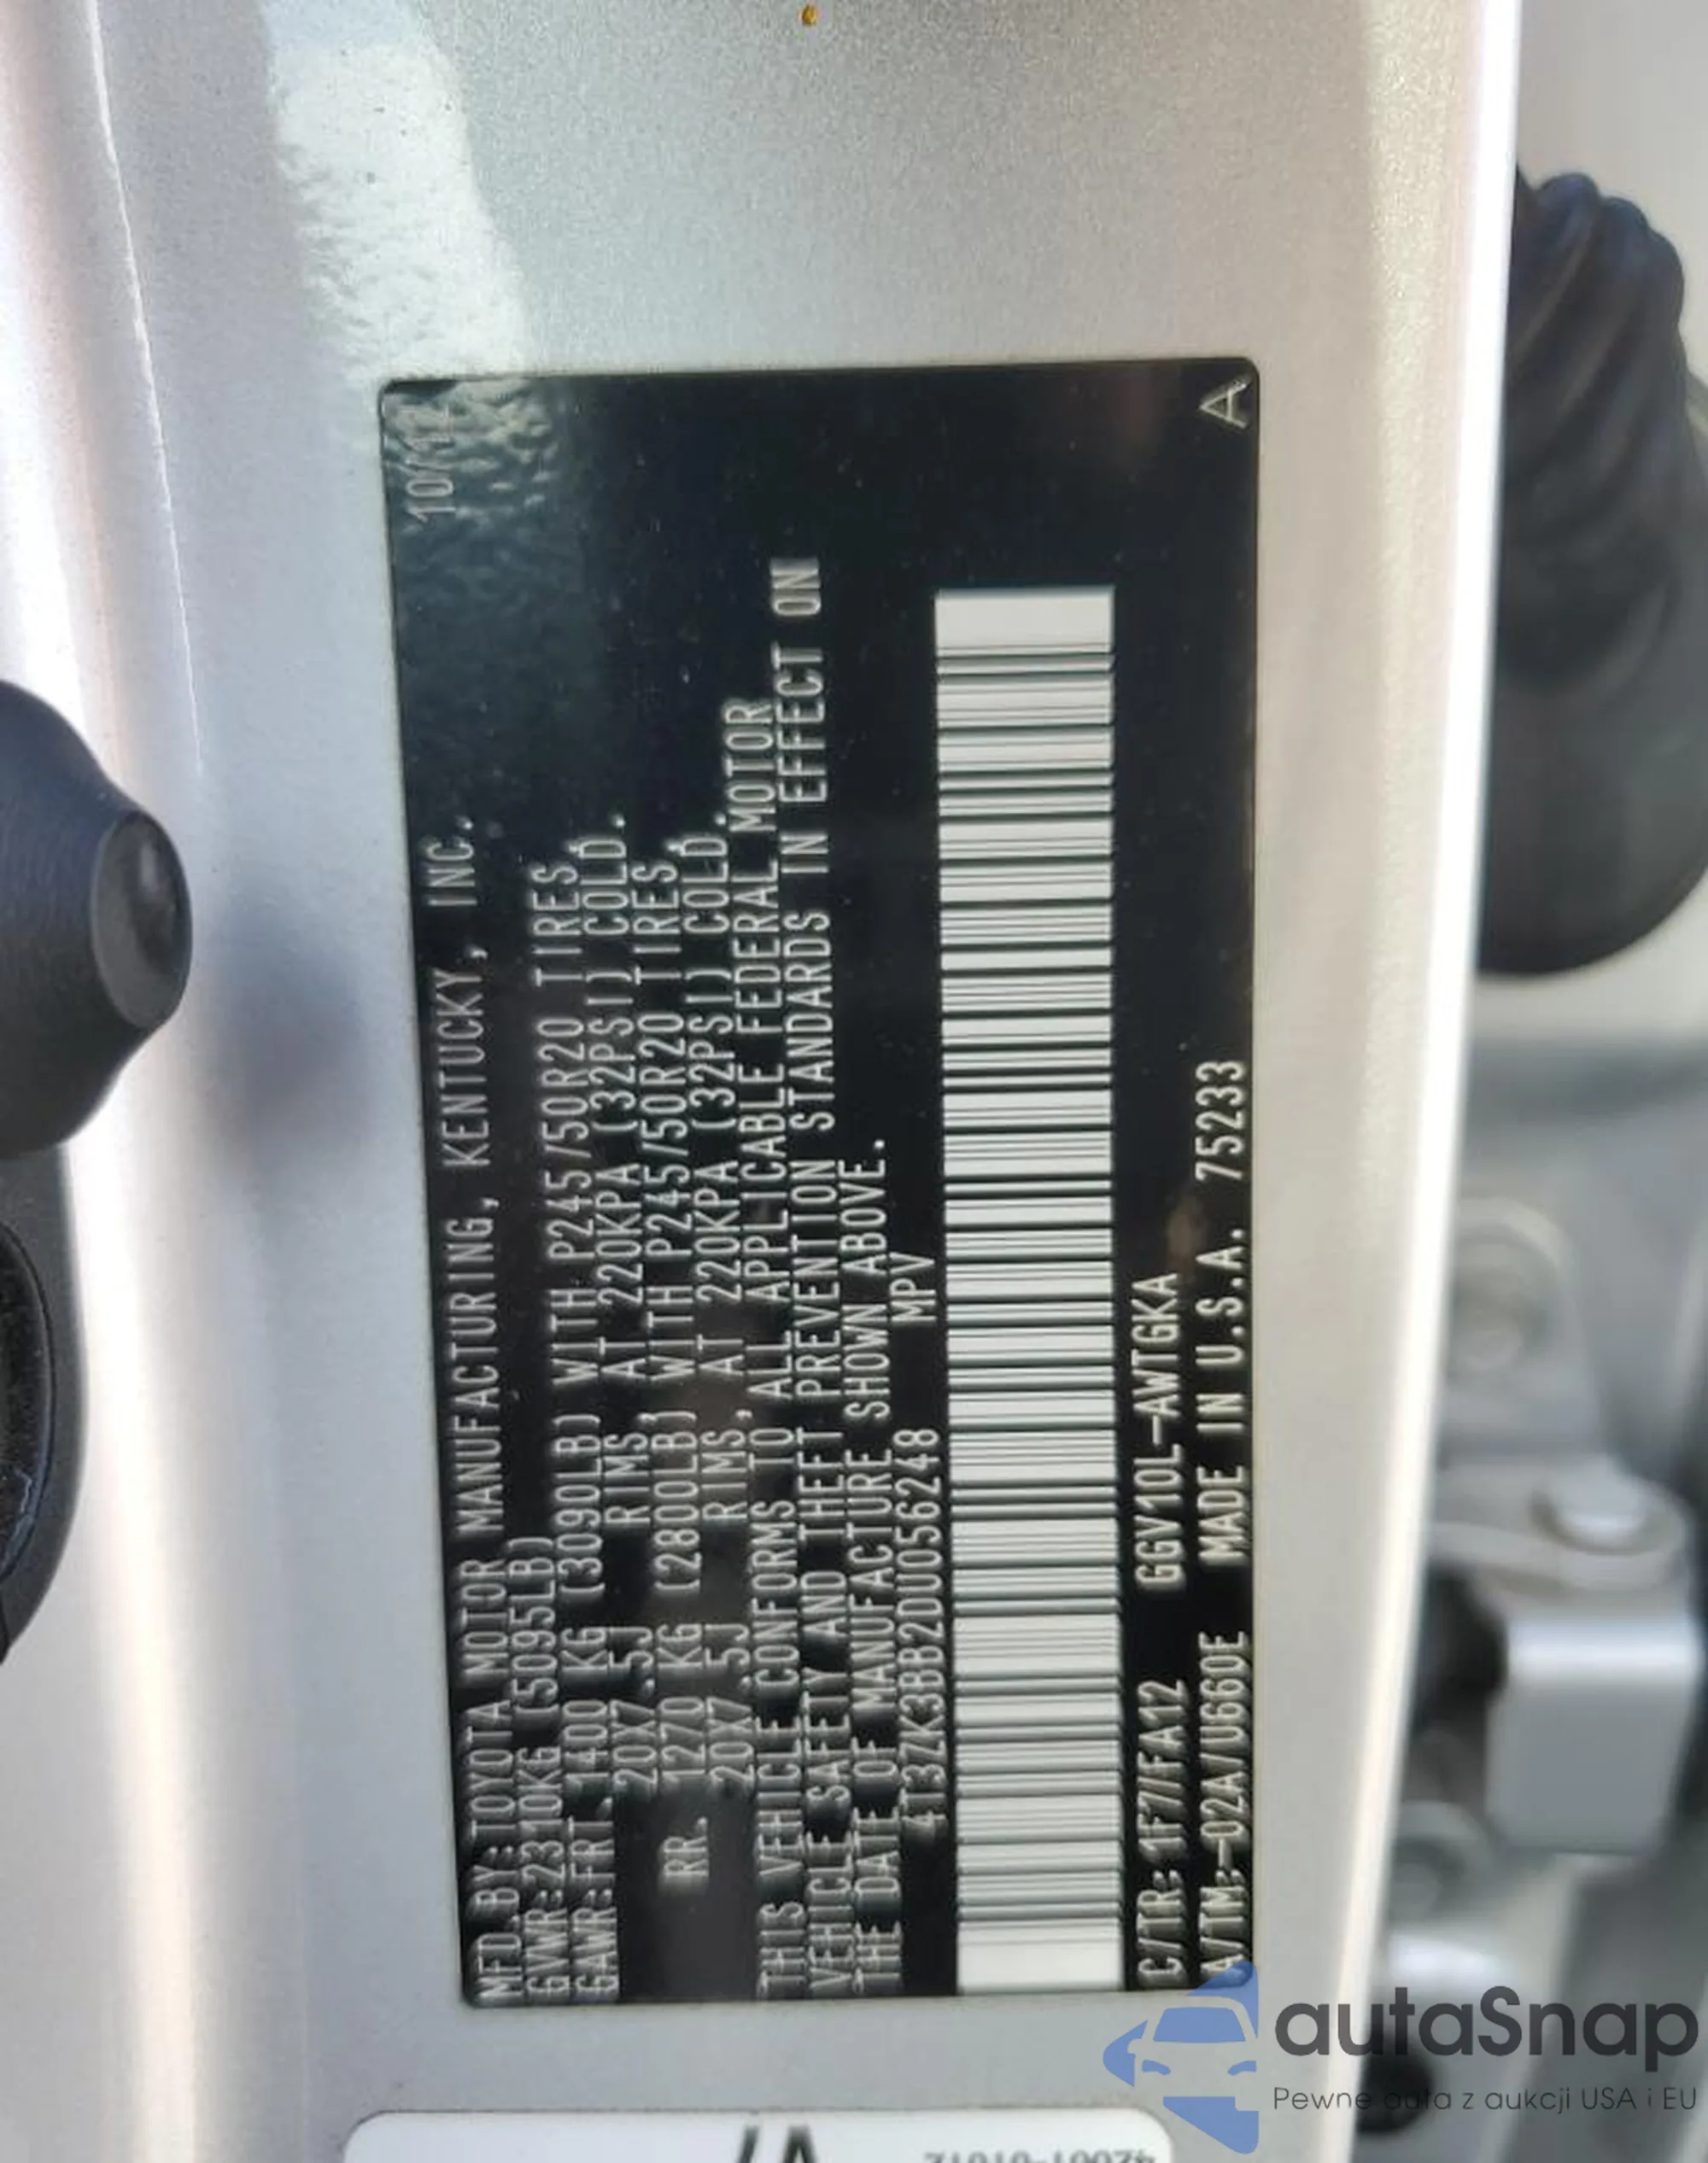 MFD.BY:TOYOTA MOTOR MANUFACTURING, KENTUCKY, INC.
GVWR:2310KG (5095LB)
GAWR:FRT.1400 KG (3090LB) WITH P245/50R20 TIRES,
20X7.5J RIMS, AT 220KPA (32PSI) COLD.
RR. 1270 KG (2800LB) WITH P245/50R20 TIRES,
20X7.5J RIMS, AT 220KPA (32PSI) COLD.
THIS VEHICLE CONFORMS TO ALL APPLICABLE FEDERAL MOTOR
VEHICLE SAFETY AND THEFT PREVENTION STANDARDS IN EFFECT ON
THE DATE OF MANUFACTURE SHOWN ABOVE.
4T3ZK3BB2DU056248 MPV
C/TR:1F7/FA12 GGV10L-AWTGKA
A/TM:-02A/U660E MADE IN U.S.A. 75233
A
autaSnap
Pewne auta z aukcji USA i EU